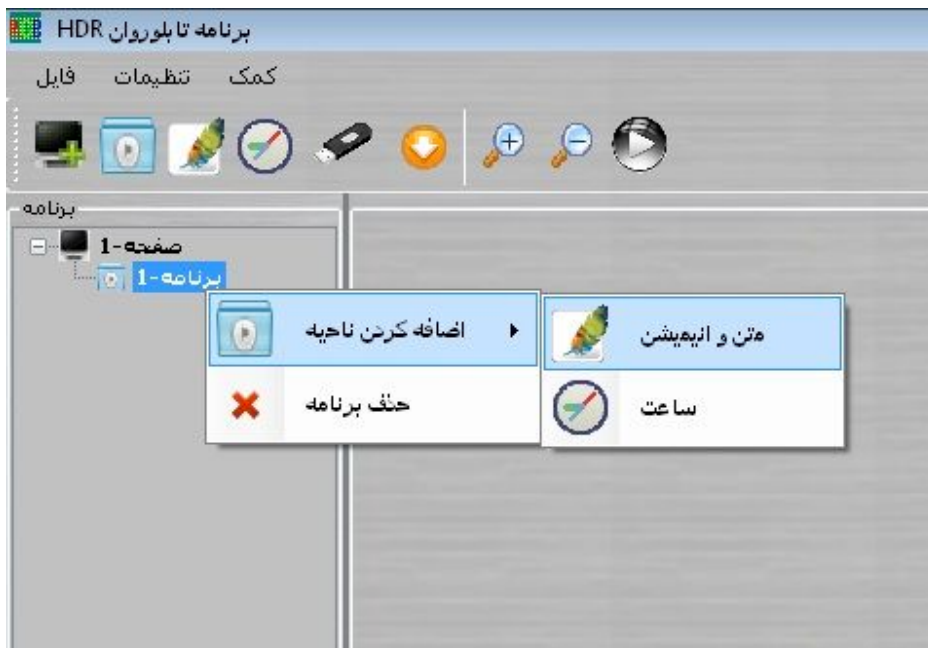 برنامه تابلوروان HDR
فایل تنظیمات کمک
برنامه
صفحه-1
برنامه-1
اضافه کردن ناحیه
حذف برنامه
متن و انیمیشن
ساعت